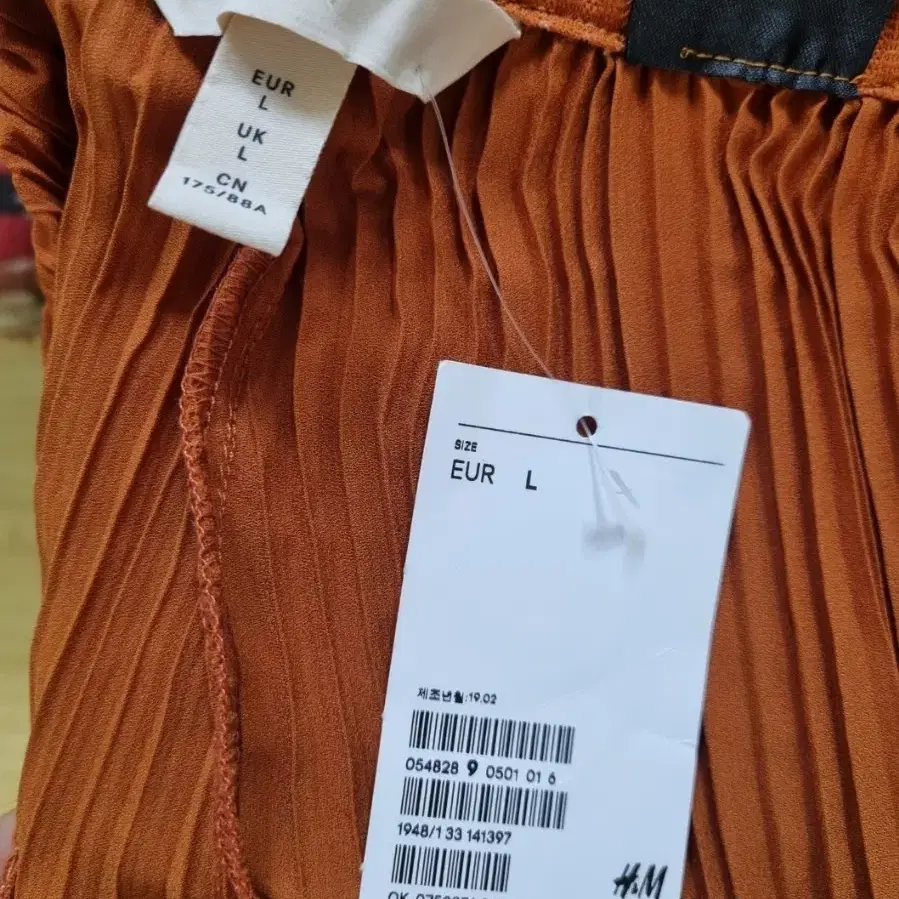 EUR
L
UK
L
CN
175/88A
SIZE
EUR L
제조년월:19.02
054828 9 0501 01 6
1948/1 33 141397
H&M